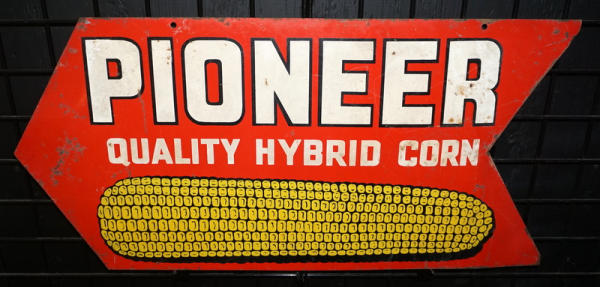 PIONEER
QUALITY HYBRID CORN